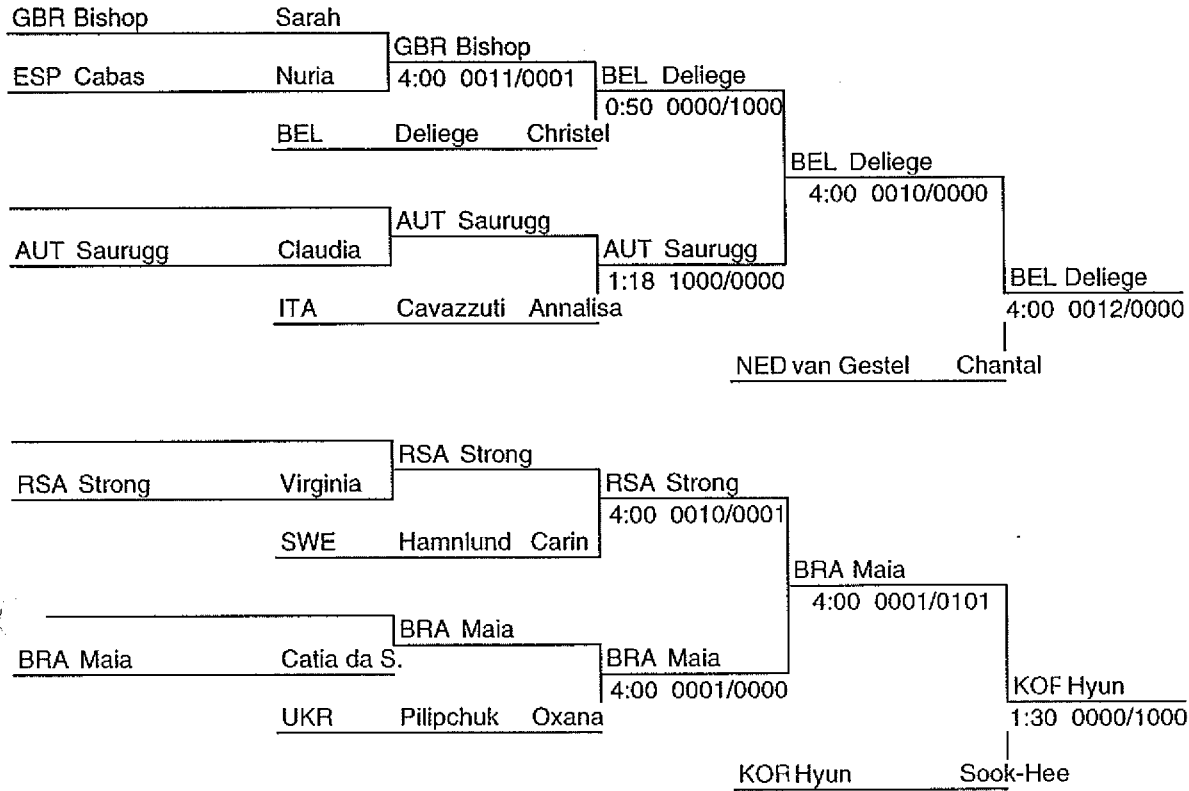 GBR Bishop Sarah
GBR Bishop
ESP Cabas Nuria
4:00 0011/0001
BEL Deliege
0:50 0000/1000
BEL Deliege Christel
BEL Deliege
4:00 0010/0000
AUT Saurugg
AUT Saurugg Claudia
AUT Saurugg
1:18 1000/0000
BEL Deliege
ITA Cavazzuti Annalisa
4:00 0012/0000
NED van Gestel Chantal
RSA Strong
RSA Strong Virginia
RSA Strong
4:00 0010/0001
SWE Hamnlund Carin
BRA Maia
4:00 0001/0101
BRA Maia
BRA Maia Catia da S.
BRA Maia
4:00 0001/0000
KOF Hyun
UKR Pilipchuk Oxana
1:30 0000/1000
KOR Hyun Sook-Hee